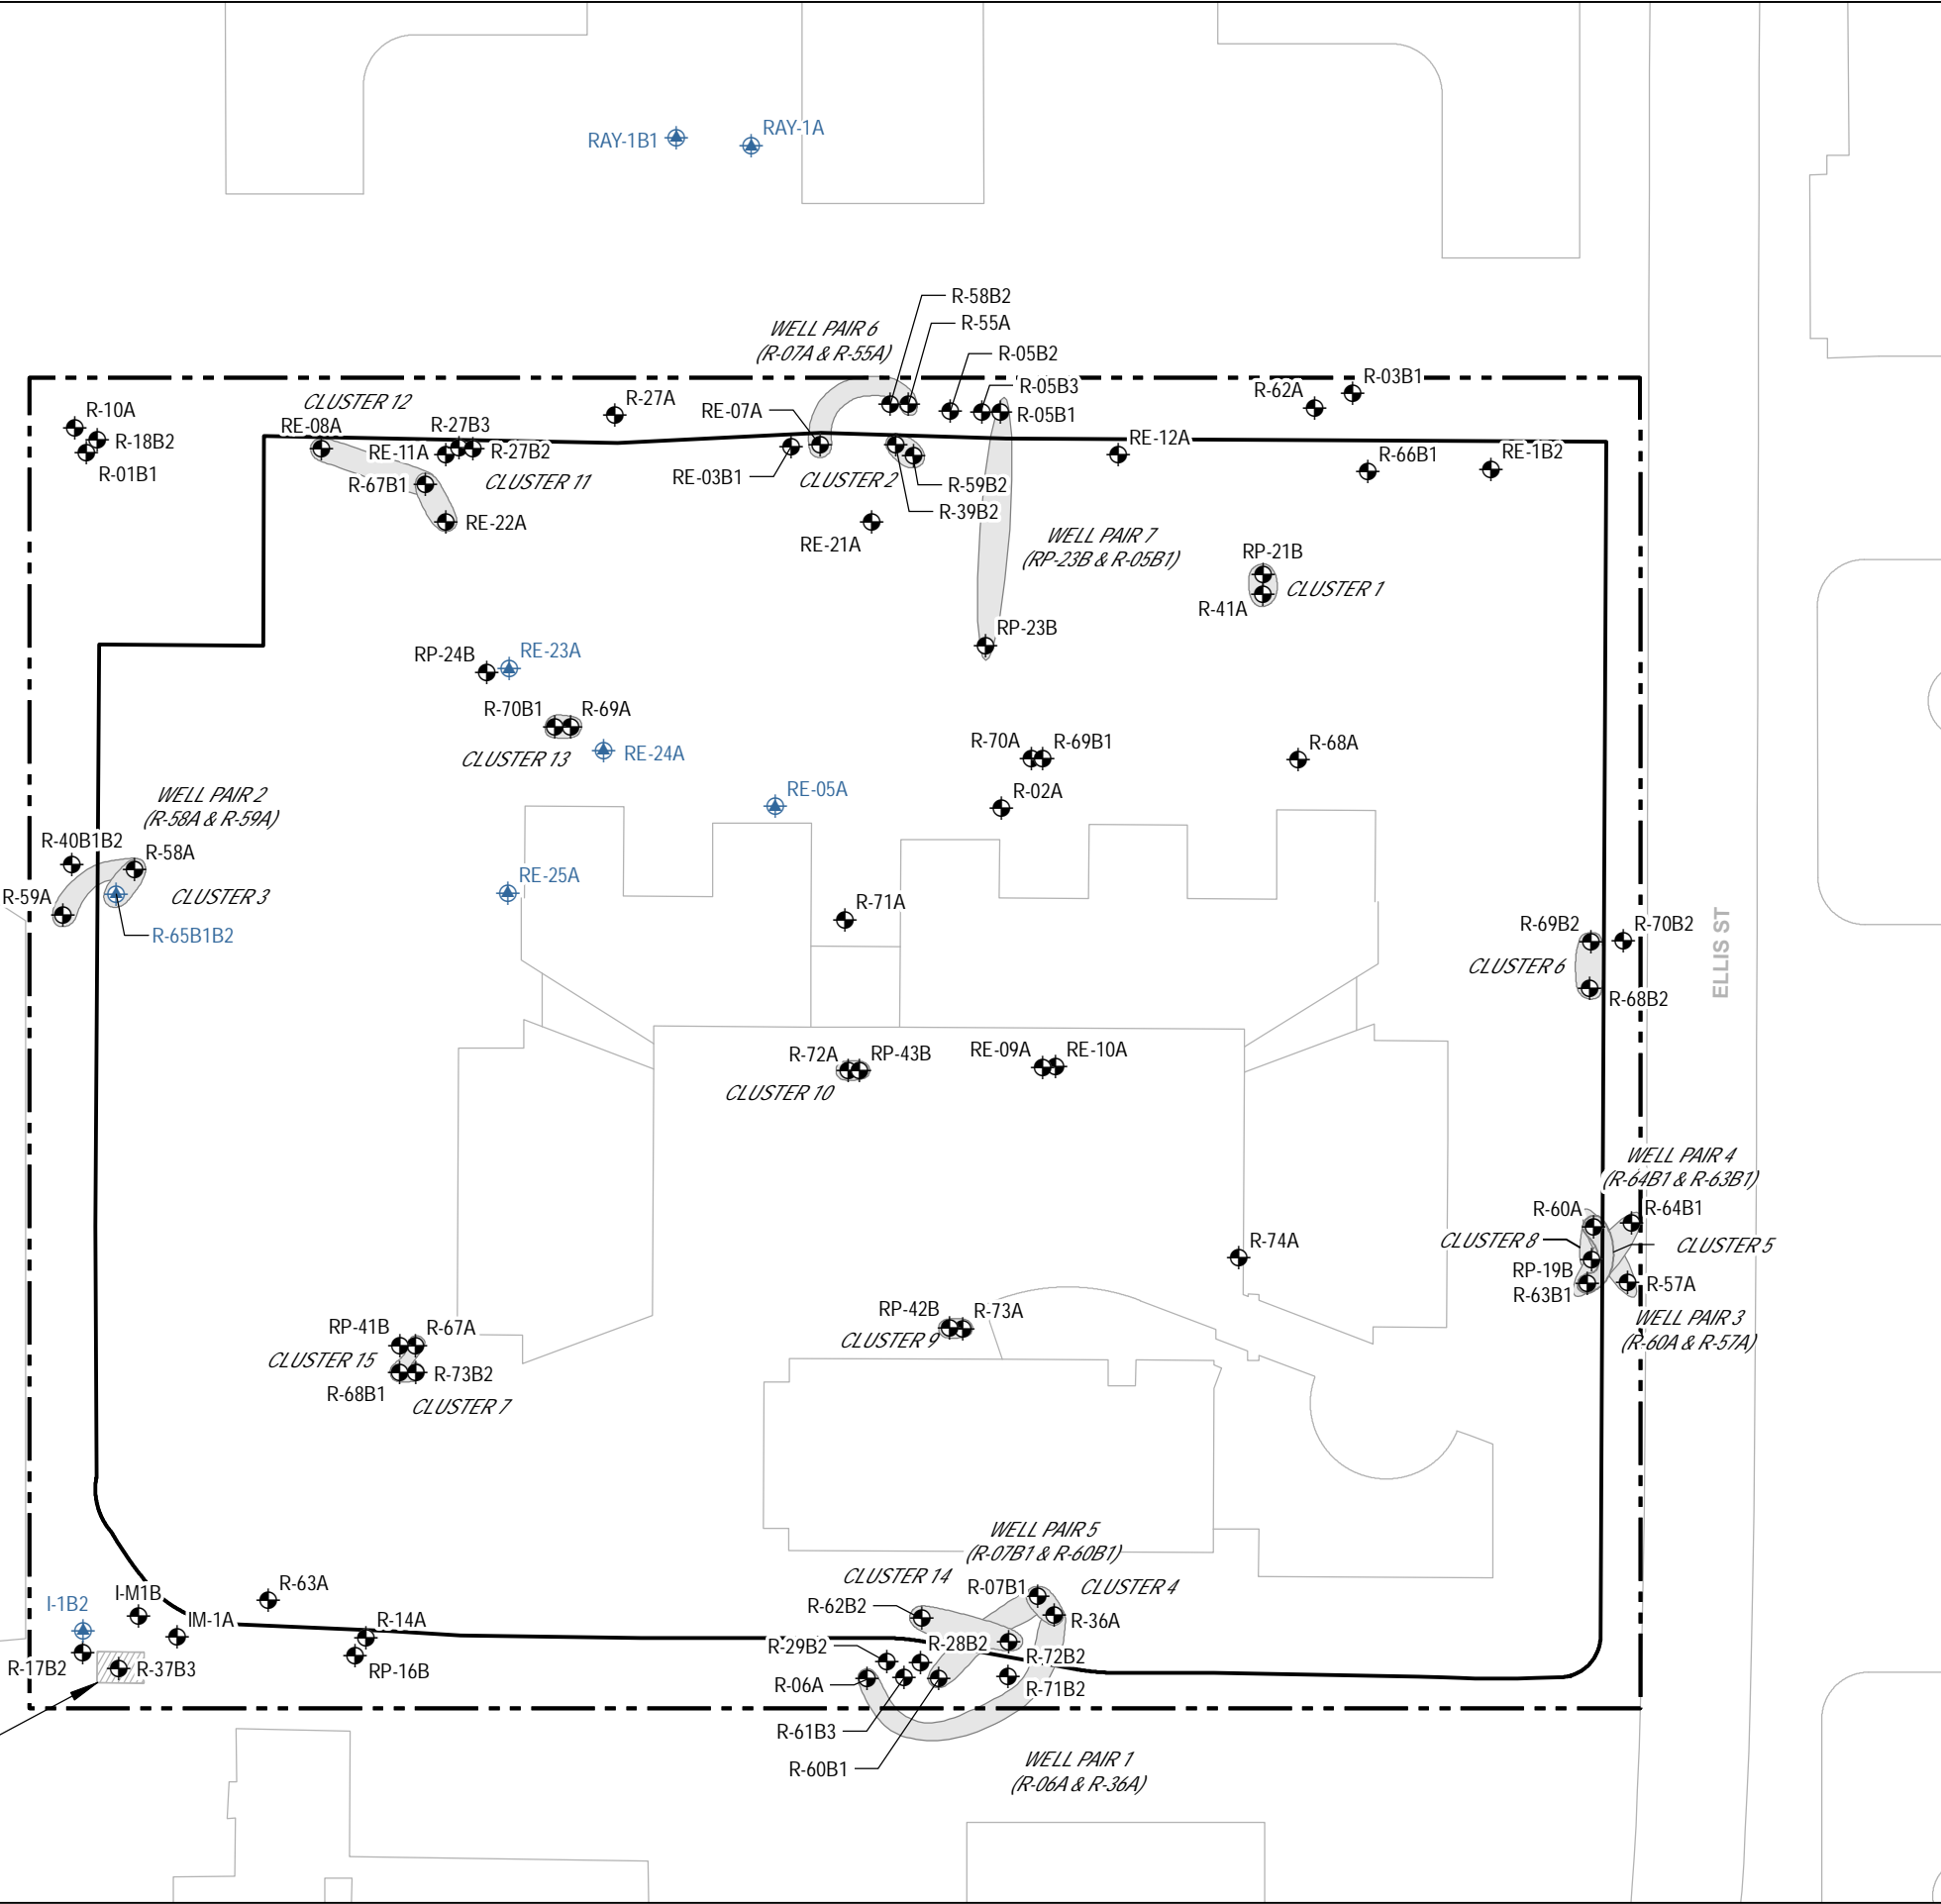 RAY-1B1
RAY-1A
R-58B2
R-55A
WELL PAIR 6
(R-07A & R-55A)
R-05B2
R-05B3
R-05B1
R-62A
R-03B1
R-27A
RE-07A
CLUSTER 12
R-10A
R-18B2
R-01B1
RE-08A
R-27B3
RE-11A
R-27B2
CLUSTER 11
R-67B1
RE-22A
RE-03B1
CLUSTER 2
R-59B2
R-39B2
RE-12A
R-66B1
RE-1B2
RE-21A
WELL PAIR 7
(RP-23B & R-05B1)
RP-21B
CLUSTER 1
R-41A
RP-23B
RP-24B
RE-23A
R-70B1
R-69A
CLUSTER 13
RE-24A
R-70A
R-69B1
R-68A
RE-05A
R-02A
WELL PAIR 2
(R-58A & R-59A)
R-40B1B2
R-58A
R-59A
CLUSTER 3
R-65B1B2
RE-25A
R-71A
R-69B2
R-70B2
CLUSTER 6
R-68B2
ELLIS ST
R-72A
RP-43B
CLUSTER 10
RE-09A
RE-10A
WELL PAIR 4
(R-64B1 & R-63B1)
R-60A
R-64B1
CLUSTER 8
CLUSTER 5
RP-19B
R-63B1
R-57A
WELL PAIR 3
(R-60A & R-57A)
R-74A
RP-42B
R-73A
CLUSTER 9
RP-41B
R-67A
CLUSTER 15
R-73B2
R-68B1
CLUSTER 7
WELL PAIR 5
(R-07B1 & R-60B1)
CLUSTER 14
R-07B1
CLUSTER 4
R-62B2
R-36A
R-29B2
R-28B2
R-72B2
R-06A
R-71B2
R-61B3
R-60B1
WELL PAIR 1
(R-06A & R-36A)
R-63A
I-M1B
I-1B2
IM-1A
R-14A
R-17B2
R-37B3
RP-16B